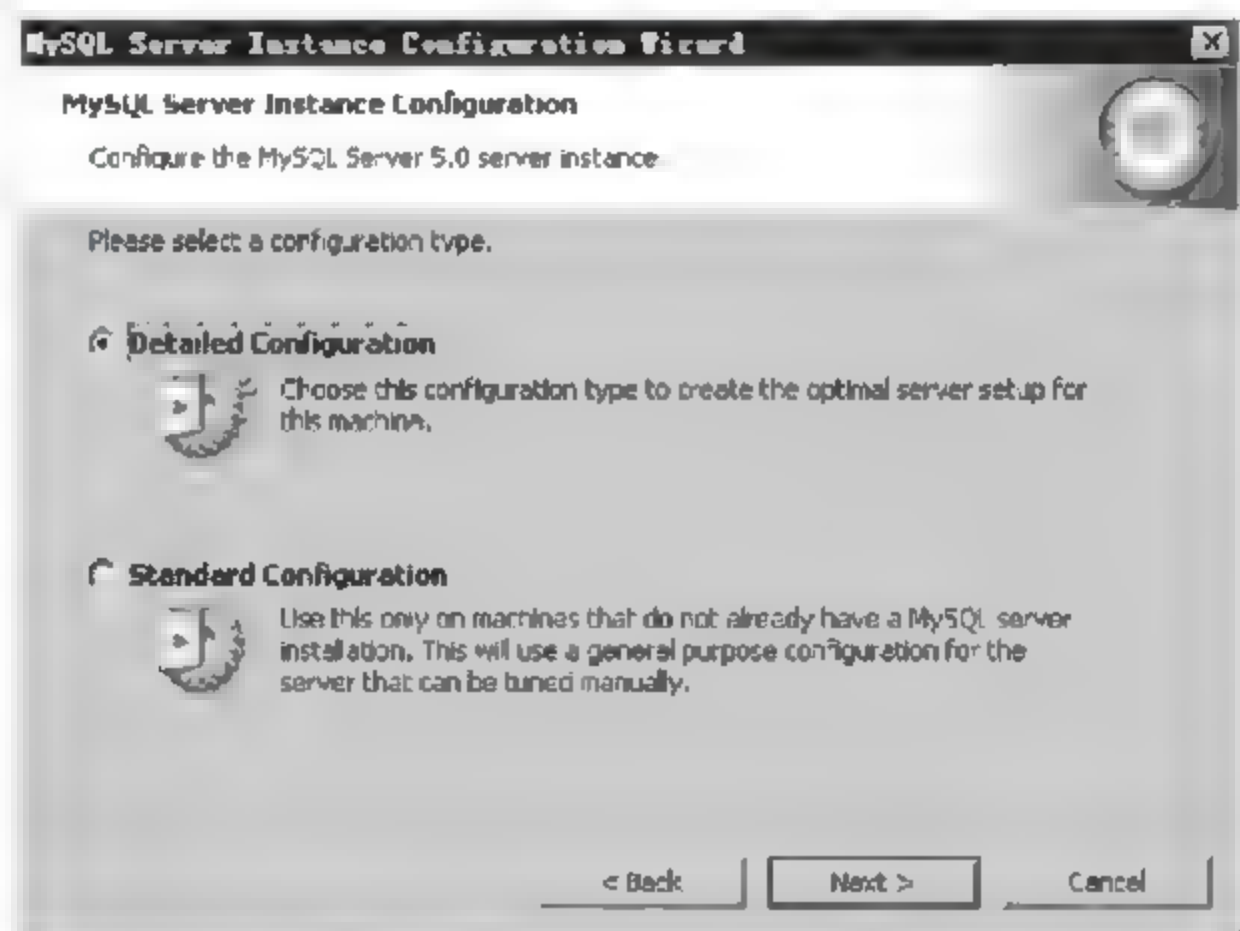 MySQL Server Instance Configuration Wizard
MySQL Server Instance Configuration
Configure the MySQL Server 5.0 server instance.
Please select a configuration type.
Detailed Configuration
Choose this configuration type to create the optimal server setup for
this machine.
Standard Configuration
Use this only on machines that do not already have a MySQL server
installation. This will use a general purpose configuration for the
server that can be tuned manually.
< Back
Next >
Cancel